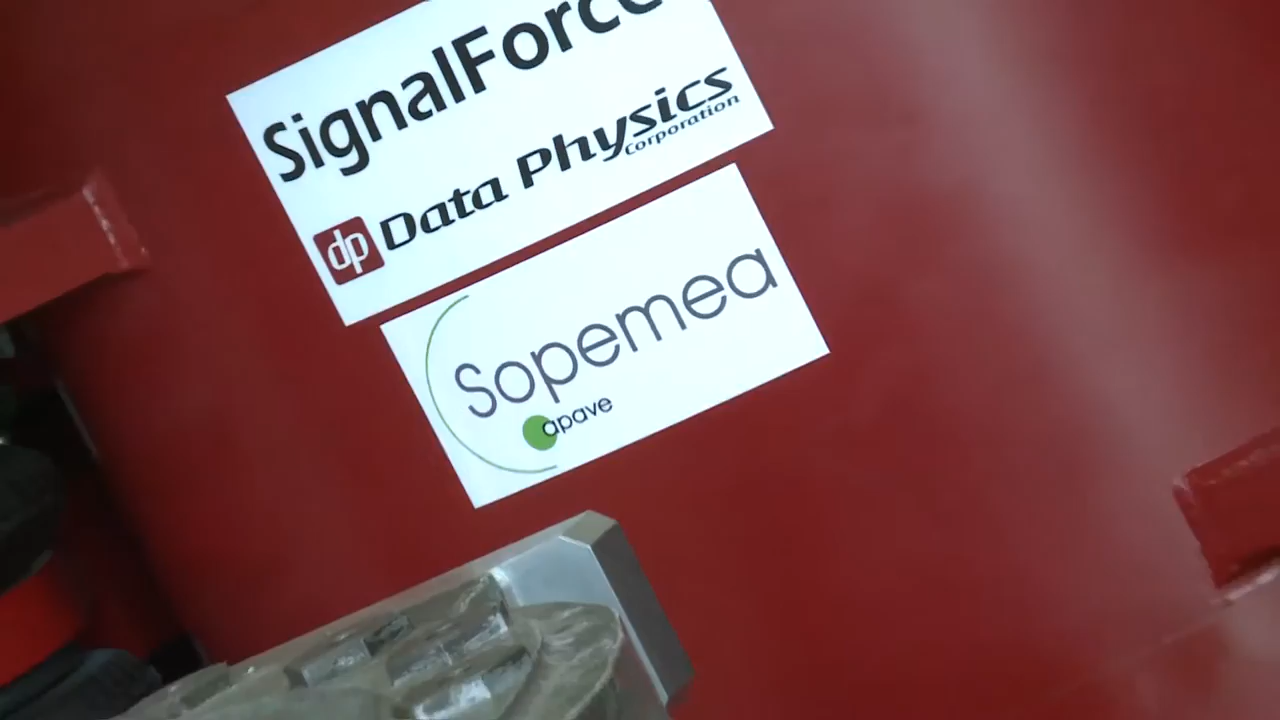 SignalForce
dp Data Physics
Corporation
Sopemea
apave